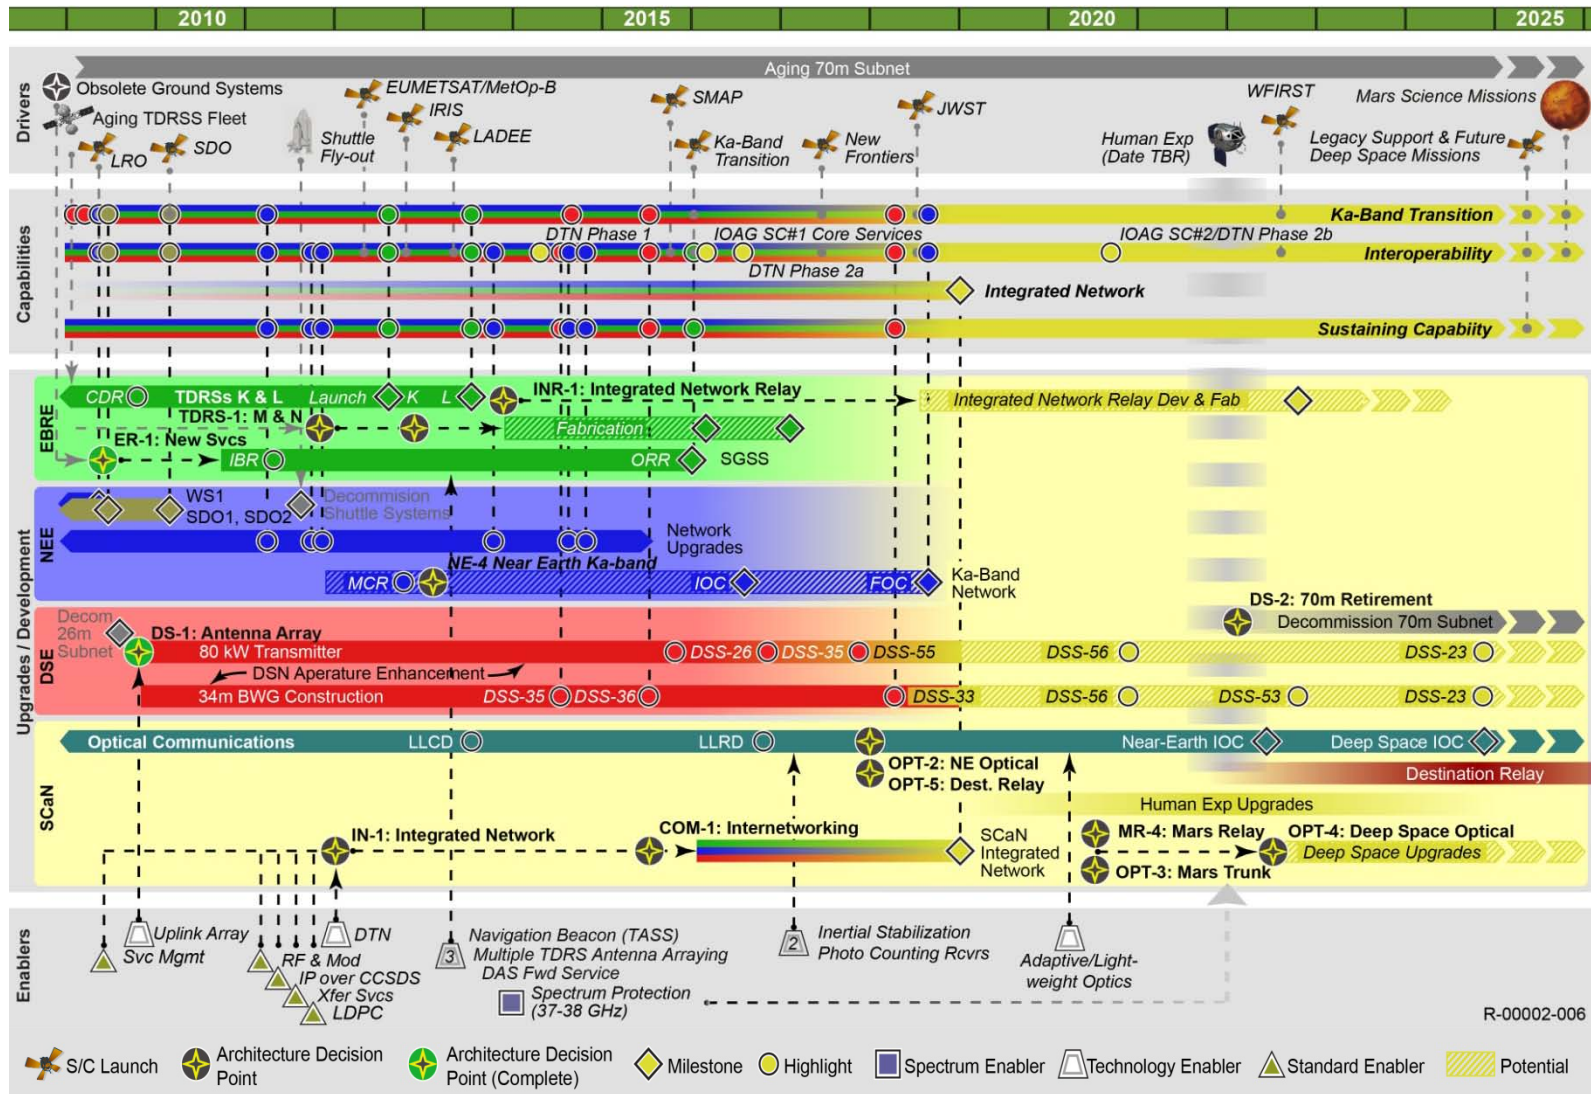 2010
2015
2020
2025
Drivers
Aging 70m Subnet
Obsolete Ground Systems
Aging TDRSS Fleet
LRO
SDO
Shuttle
Fly-out
EUMETSAT/MetOp-B
IRIS
LADEE
SMAP
Ka-Band
Transition
New
Frontiers
JWST
Human Exp
(Date TBR)
WFIRST
Legacy Support & Future
Deep Space Missions
Mars Science Missions
Capabilities
Ka-Band Transition
DTN Phase 1
IOAG SC#1 Core Services
IOAG SC#2/DTN Phase 2b
Interoperability
DTN Phase 2a
Integrated Network
Sustaining Capabiity
Upgrades / Development
EBRE
CDR
TDRSs K & L
Launch
K
L
INR-1: Integrated Network Relay
Integrated Network Relay Dev & Fab
TDRS-1: M & N
Fabrication
ER-1: New Svcs
IBR
ORR
SGSS
NEE
WS1
SDO1, SDO2
Decommision
Shuttle Systems
Network
Upgrades
NE-4 Near Earth Ka-band
MCR
IOC
FOC
Ka-Band
Network
DSE
Decom
26m
Subnet
DS-1: Antenna Array
80 kW Transmitter
DSS-26
DSS-35
DSS-55
DSS-56
DSS-23
DS-2: 70m Retirement
Decommission 70m Subnet
DSN Aperature Enhancement
34m BWG Construction
DSS-35
DSS-36
DSS-33
DSS-56
DSS-53
DSS-23
SCaN
Optical Communications
LLCD
LLRD
Near-Earth IOC
Deep Space IOC
OPT-2: NE Optical
OPT-5: Dest. Relay
Destination Relay
Human Exp Upgrades
IN-1: Integrated Network
COM-1: Internetworking
SCaN
Integrated
Network
MR-4: Mars Relay
OPT-3: Mars Trunk
OPT-4: Deep Space Optical
Deep Space Upgrades
Enablers
Uplink Array
Svc Mgmt
RF & Mod
IP over CCSDS
Xfer Svcs
LDPC
DTN
3
Navigation Beacon (TASS)
Multiple TDRS Antenna Arraying
DAS Fwd Service
Spectrum Protection
(37-38 GHz)
2
Inertial Stabilization
Photo Counting Rcvrs
Adaptive/Light-
weight Optics
R-00002-006
S/C Launch
Architecture Decision
Point
Architecture Decision
Point (Complete)
Milestone
Highlight
Spectrum Enabler
Technology Enabler
Standard Enabler
Potential